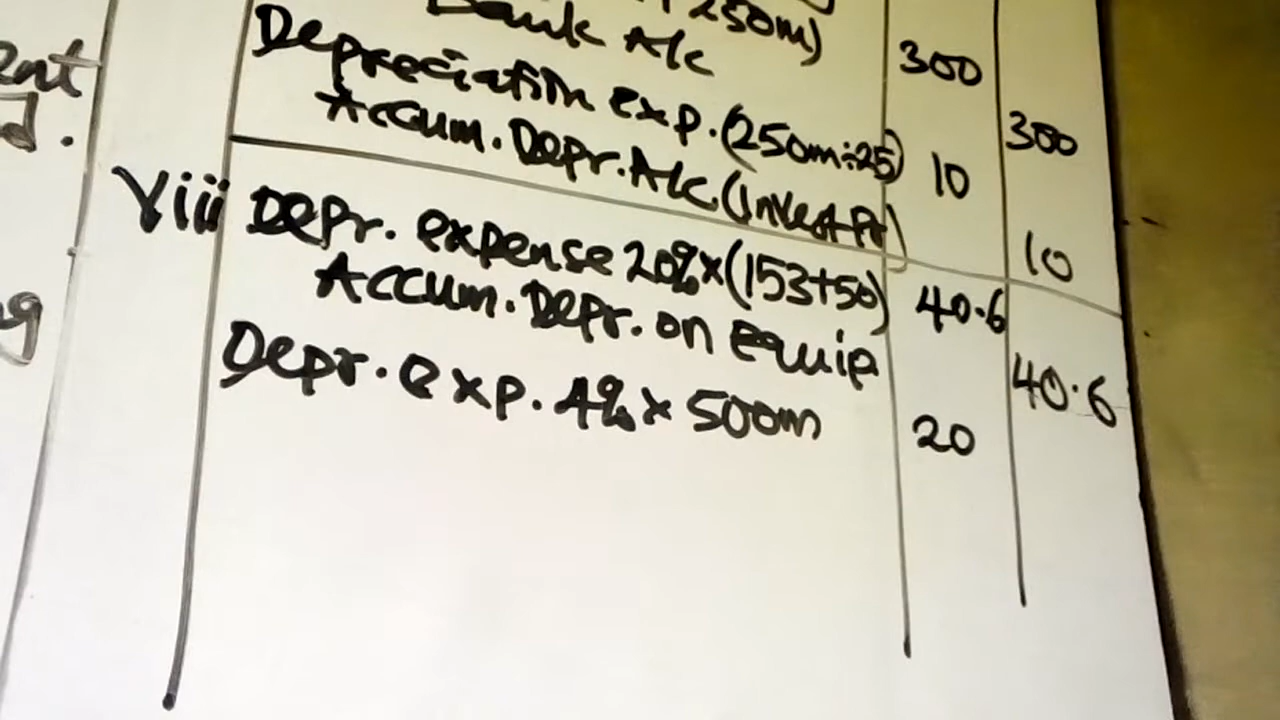 250m)
Bank A/c 300
Depreciation exp. (250m÷25) 10 300
Accum. Depr. A/c (Invest Pr) 10
Viii Depr. expense 20%×(153+50) 40.6
Accum. Depr. on Equip 40.6
Depr. exp. 4%×500m 20